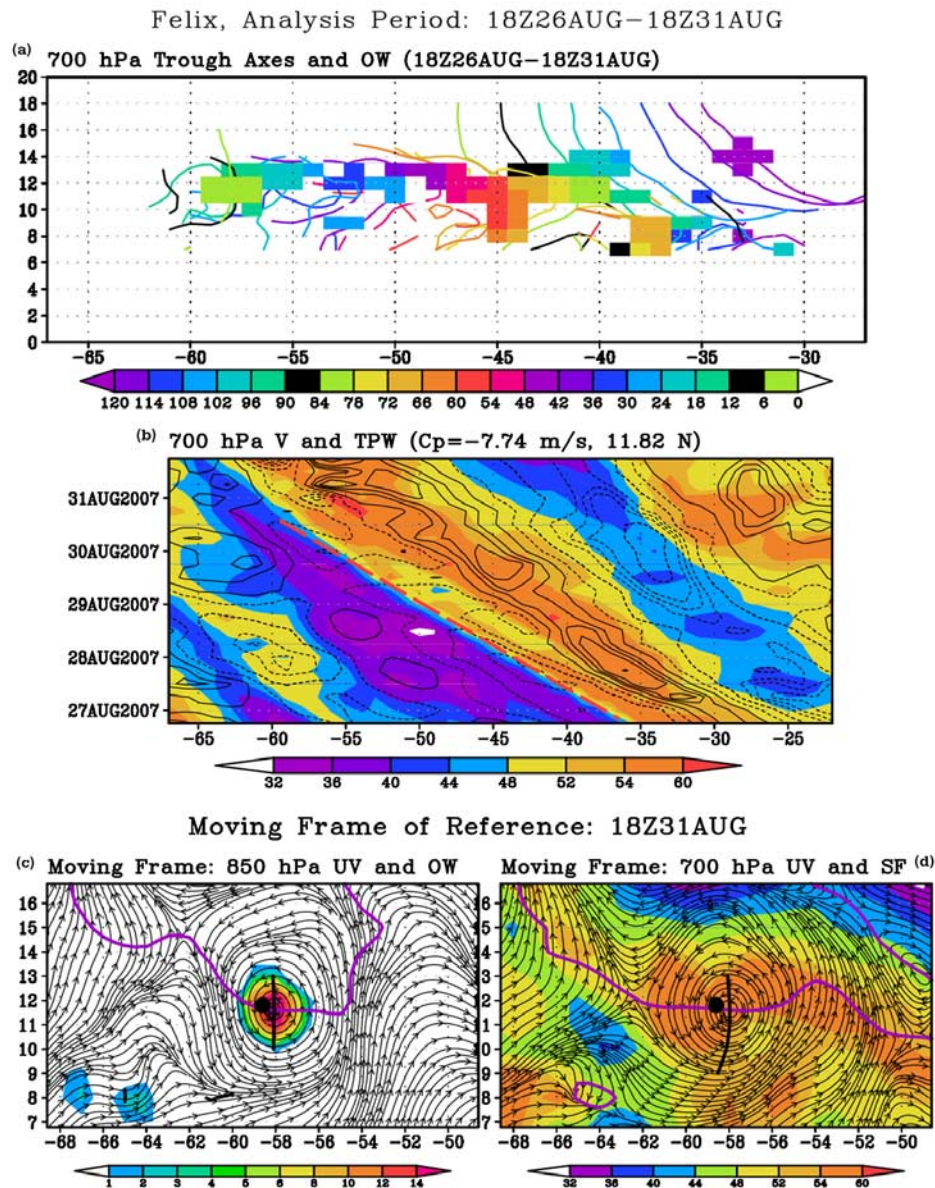 Felix, Analysis Period: 18Z26AUG−18Z31AUG
(a) 700 hPa Trough Axes and OW (18Z26AUG−18Z31AUG)
20
18
16
14
12
10
8
6
4
2
0
−65 −60 −55 −50 −45 −40 −35 −30
120 114 108 102 96 90 84 78 72 66 60 54 48 42 36 30 24 18 12 6 0
(b) 700 hPa V and TPW (Cp=−7.74 m/s, 11.82 N)
31AUG2007
30AUG2007
29AUG2007
28AUG2007
27AUG2007
−65 −60 −55 −50 −45 −40 −35 −30 −25
32 36 40 44 48 52 54 60
Moving Frame of Reference: 18Z31AUG
(c) Moving Frame: 850 hPa UV and OW
Moving Frame: 700 hPa UV and SF (d)
16
15
14
13
12
11
10
9
8
7
−68 −66 −64 −62 −60 −58 −56 −54 −52 −50
1 2 3 4 5 6 8 10 12 14
16
15
14
13
12
11
10
9
8
7
−68 −66 −64 −62 −60 −58 −56 −54 −52 −50
32 36 40 44 48 52 54 60